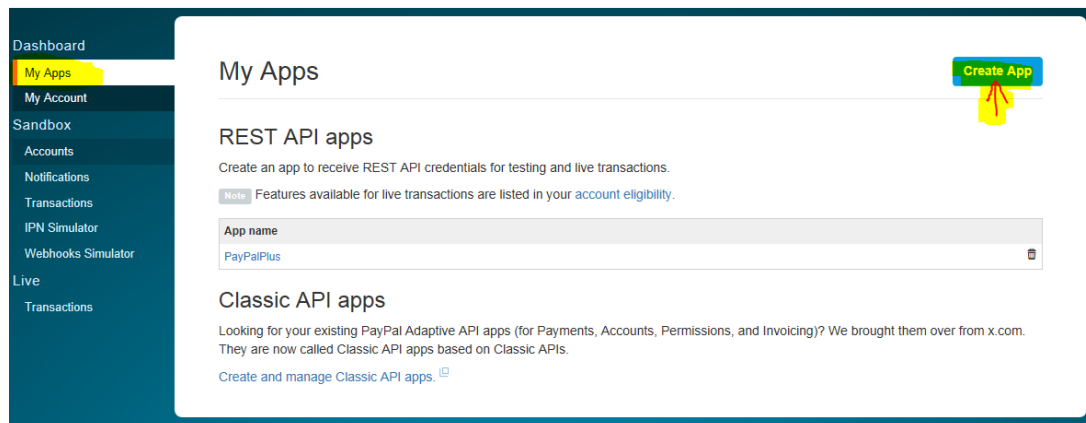 Dashboard
My Apps
My Account
Sandbox
Accounts
Notifications
Transactions
IPN Simulator
Webhooks Simulator
Live
Transactions
My Apps
Create App
REST API apps
Create an app to receive REST API credentials for testing and live transactions.
Note Features available for live transactions are listed in your account eligibility.
App name
PayPalPlus
Classic API apps
Looking for your existing PayPal Adaptive API apps (for Payments, Accounts, Permissions, and Invoicing)? We brought them over from x.com.
They are now called Classic API apps based on Classic APIs.
Create and manage Classic API apps.